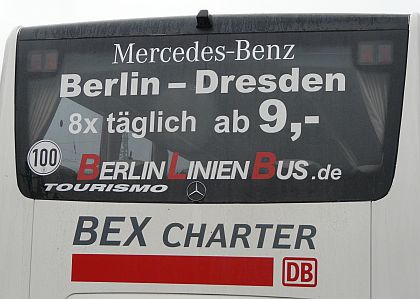 Mercedes-Benz
Berlin – Dresden
8x täglich ab 9,-
100
BERLINLINIENBUS.de
TOURISMO
BEX CHARTER
DB